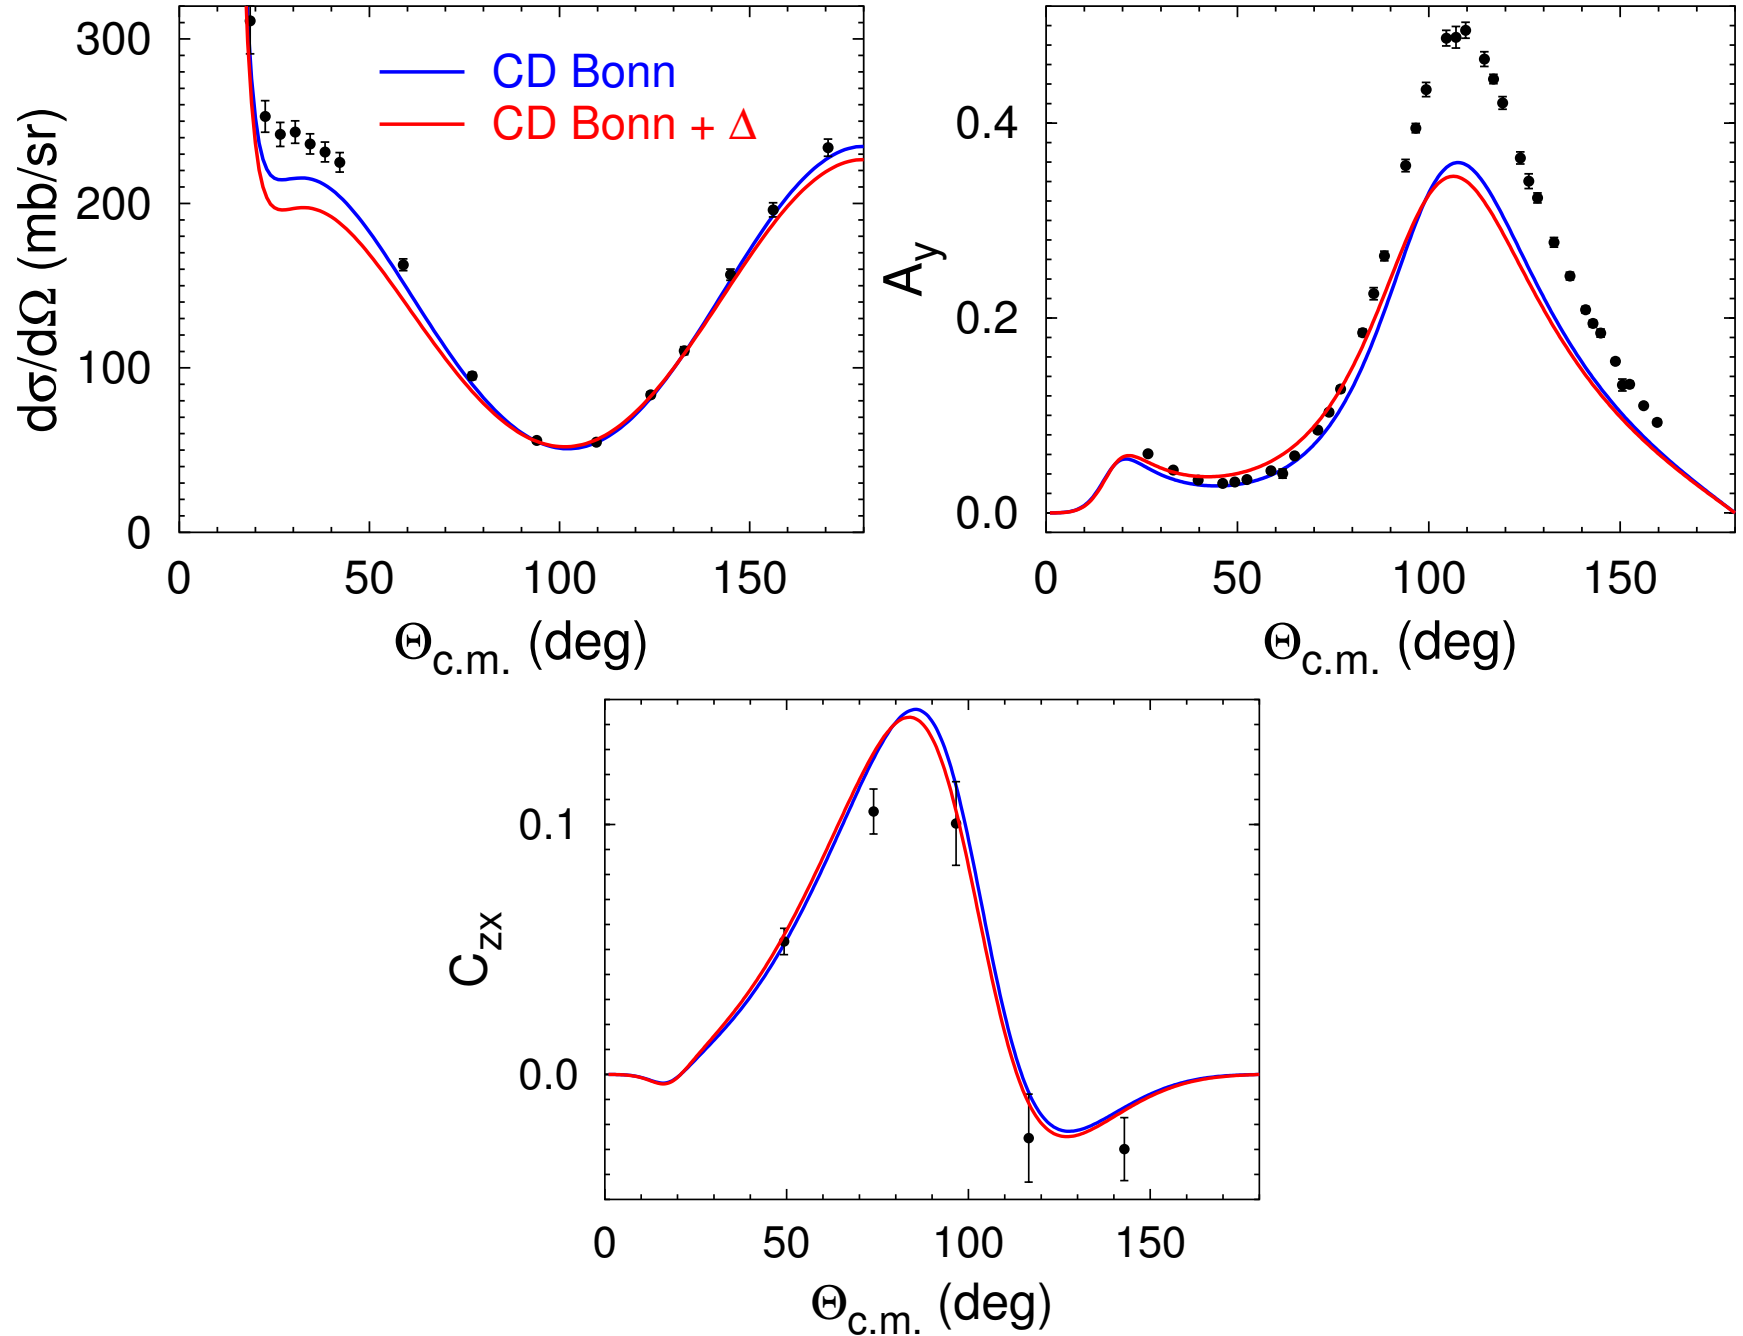 300
200
100
0
dσ/dΩ (mb/sr)
CD Bonn
CD Bonn + Δ
0 50 100 150
Θc.m. (deg)
0.4
0.2
0.0
Ay
0 50 100 150
Θc.m. (deg)
0.1
0.0
Czx
0 50 100 150
Θc.m. (deg)